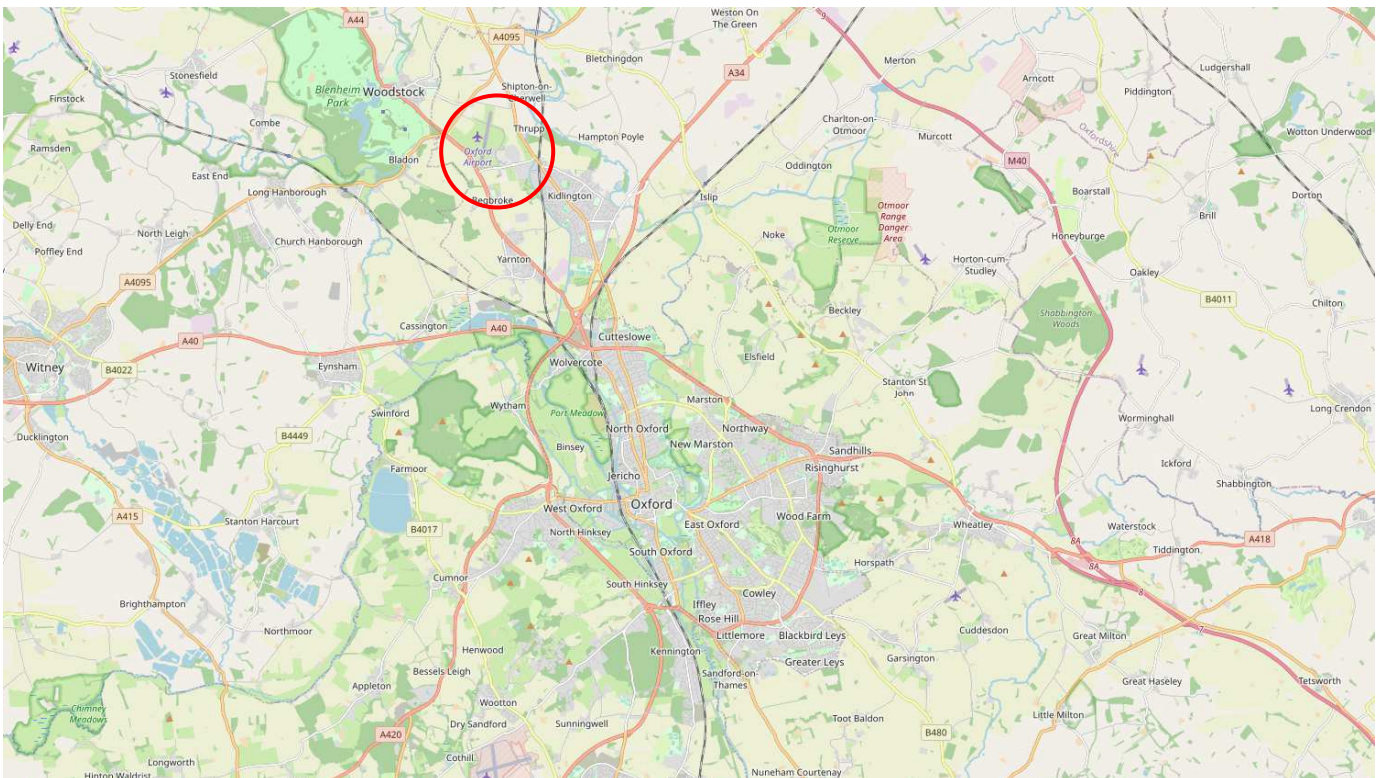 A44
Weston On
The Green
A4095
Bletchingdon
Merton
Arncott
Ludgershall
Piddington
Stonesfield
A34
Finstock
Blenheim
Park
Woodstock
Shipton-on-
Cherwell
Combe
Thrupp
Hampton Poyle
Charlton-on-
Otmoor
Murcott
Oxfordshire
Wotton Underwood
Ramsden
Oxford
Airport
Bladon
Oddington
M40
East End
Long Hanborough
Begbroke
Kidlington
Islip
Boarstall
Dorton
Otmoor
Range
Danger
Area
Brill
Delly End
North Leigh
Church Hanborough
Noke
Otmoor
Reserve
Honeyburge
Poffley End
Yarnton
Horton-cum-
Studley
Oakley
A4095
B4011
Chilton
Beckley
Shabbington
Woods
Cassington
A40
Cutteslowe
A40
Elsfield
Wolvercote
Witney
B4022
Eynsham
Stanton St.
John
Marston
Long Crendon
Swinford
Wytham
Port Meadow
Worminghall
Ducklington
B4449
North Oxford
Northway
Binsey
New Marston
Sandhills
Risinghurst
Ickford
Farmoor
Jericho
Shabbington
Oxford
West Oxford
A415
Stanton Harcourt
B4017
East Oxford
Wood Farm
Wheatley
Waterstock
North Hinksey
8A
A418
South Oxford
Tiddington
Horspath
8A
Cumnor
South Hinksey
8
Cowley
Brighthampton
Iffley
Rose Hill
Northmoor
Littlemore
Blackbird Leys
Cuddesdon
Great Milton
7
Henwood
Kennington
Greater Leys
Garsington
Bessels Leigh
Sandford-on-
Thames
Great Haseley
Tetsworth
Appleton
Wootton
Chimney
Meadows
Dry Sandford
Sunningwell
Toot Baldon
Little Milton
A420
B480
Cothill
Longworth
Nuneham Courtenay
Hinton Waldrist
9